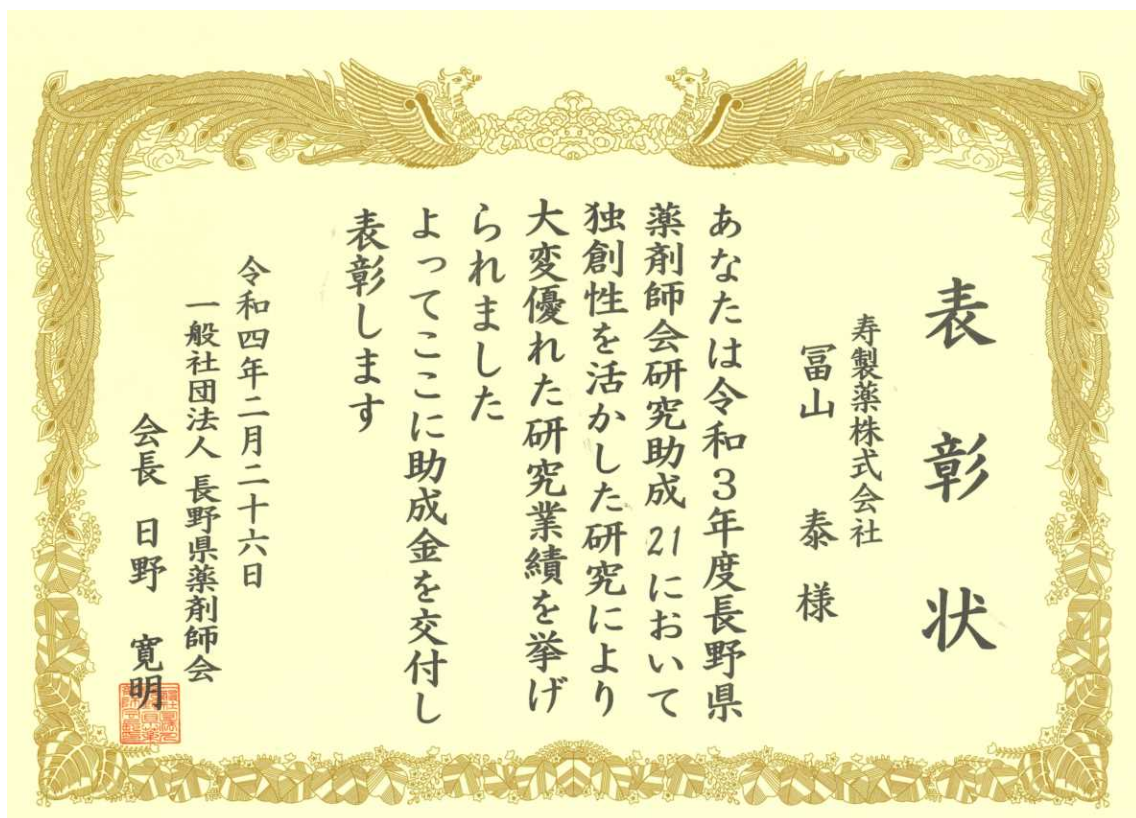 表彰状
寿製薬株式会社
冨山 泰 様
あなたは令和3年度長野県
薬剤師会研究助成21において
独創性を活かした研究により
大変優れた研究業績を挙げ
られました
よってここに助成金を交付し
表彰します
令和四年二月二十六日
一般社団法人 長野県薬剤師会
会長 日野 寛明